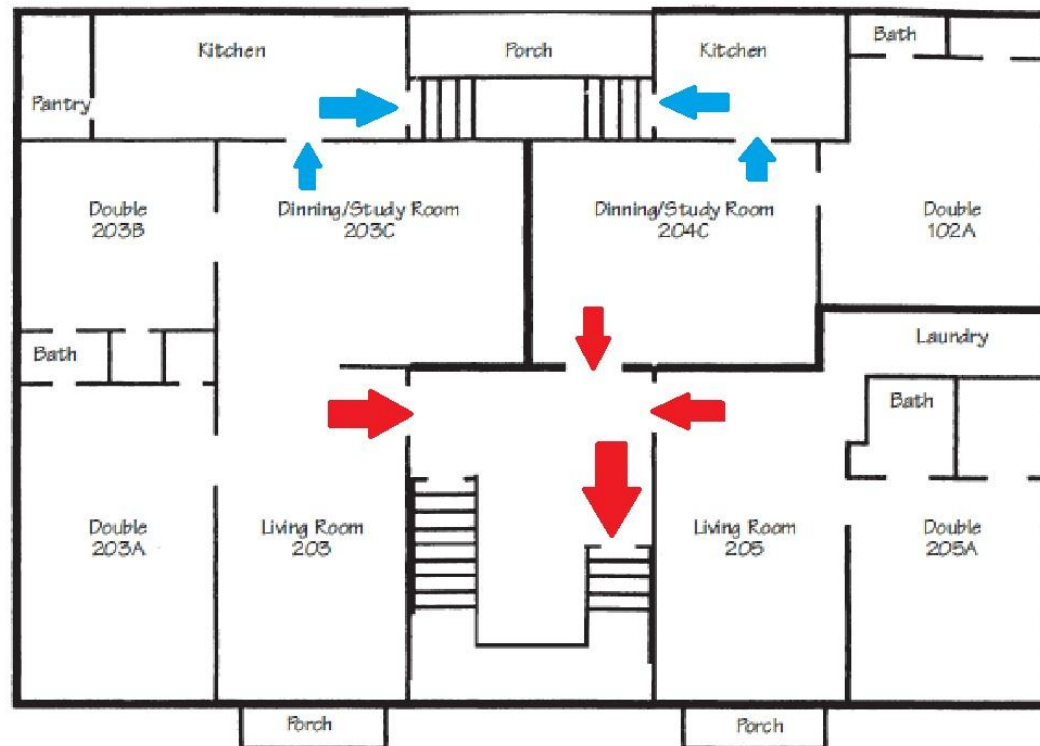 Kitchen
Porch
Kitchen
Bath
Pantry
Double
203B
Dinning/Study Room
203C
Dinning/Study Room
204C
Double
102A
Bath
Laundry
Bath
Double
203A
Living Room
203
Living Room
205
Double
205A
Porch
Porch